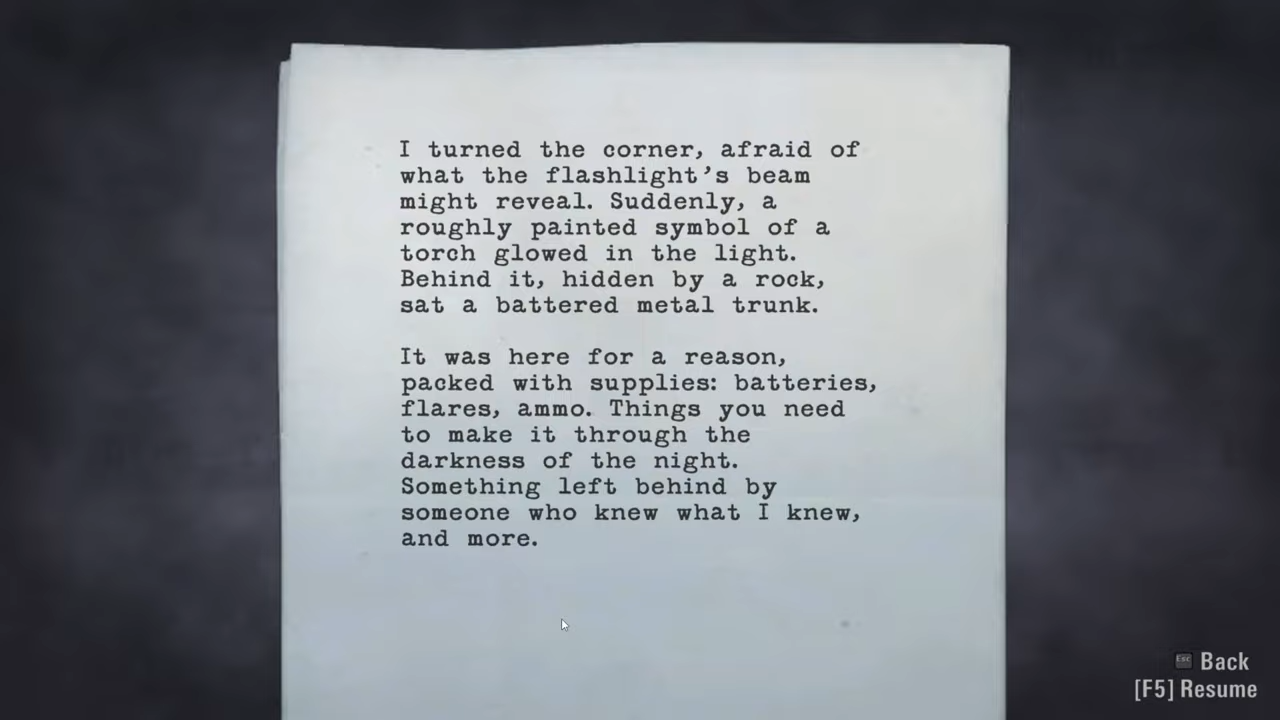 I turned the corner, afraid of
what the flashlight's beam
might reveal. Suddenly, a
roughly painted symbol of a
torch glowed in the light.
Behind it, hidden by a rock,
sat a battered metal trunk.
It was here for a reason,
packed with supplies: batteries,
flares, ammo. Things you need
to make it through the
darkness of the night.
Something left behind by
someone who knew what I knew,
and more.
Esc Back
[F5] Resume